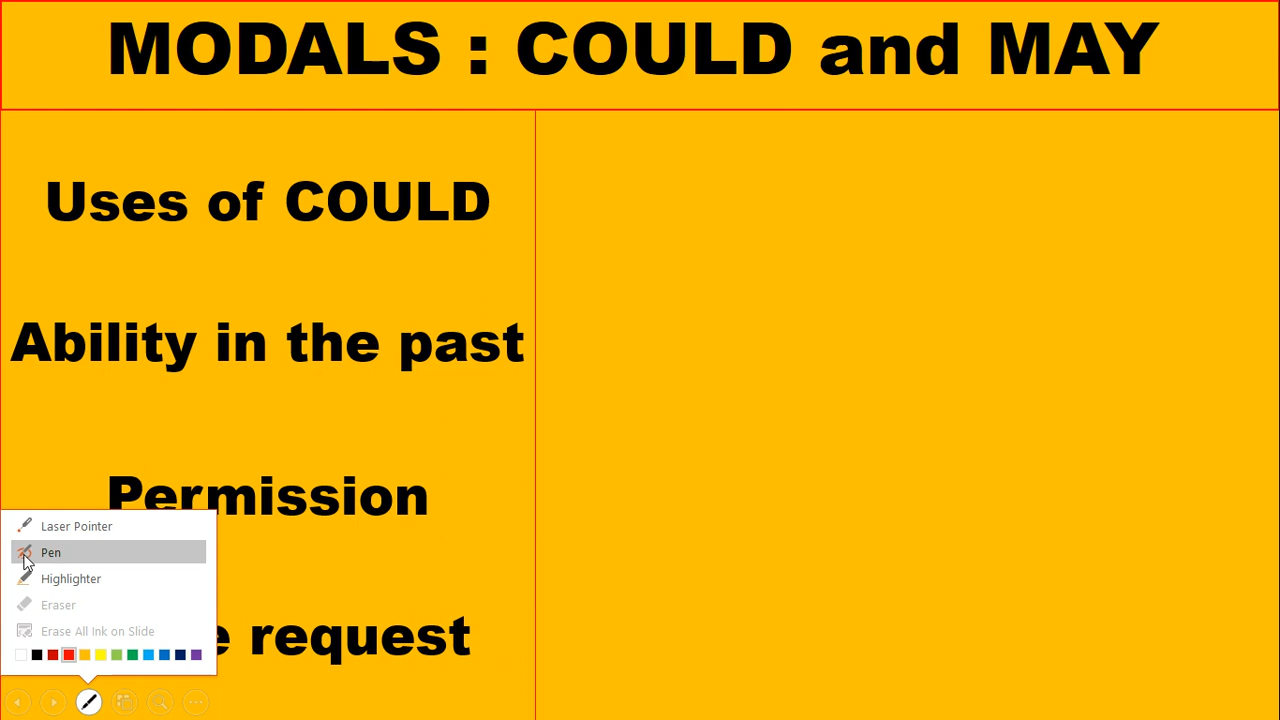 MODALS : COULD and MAY
Uses of COULD
Ability in the past
Permission
request
Laser Pointer
Pen
Highlighter
Eraser
Erase All Ink on Slide